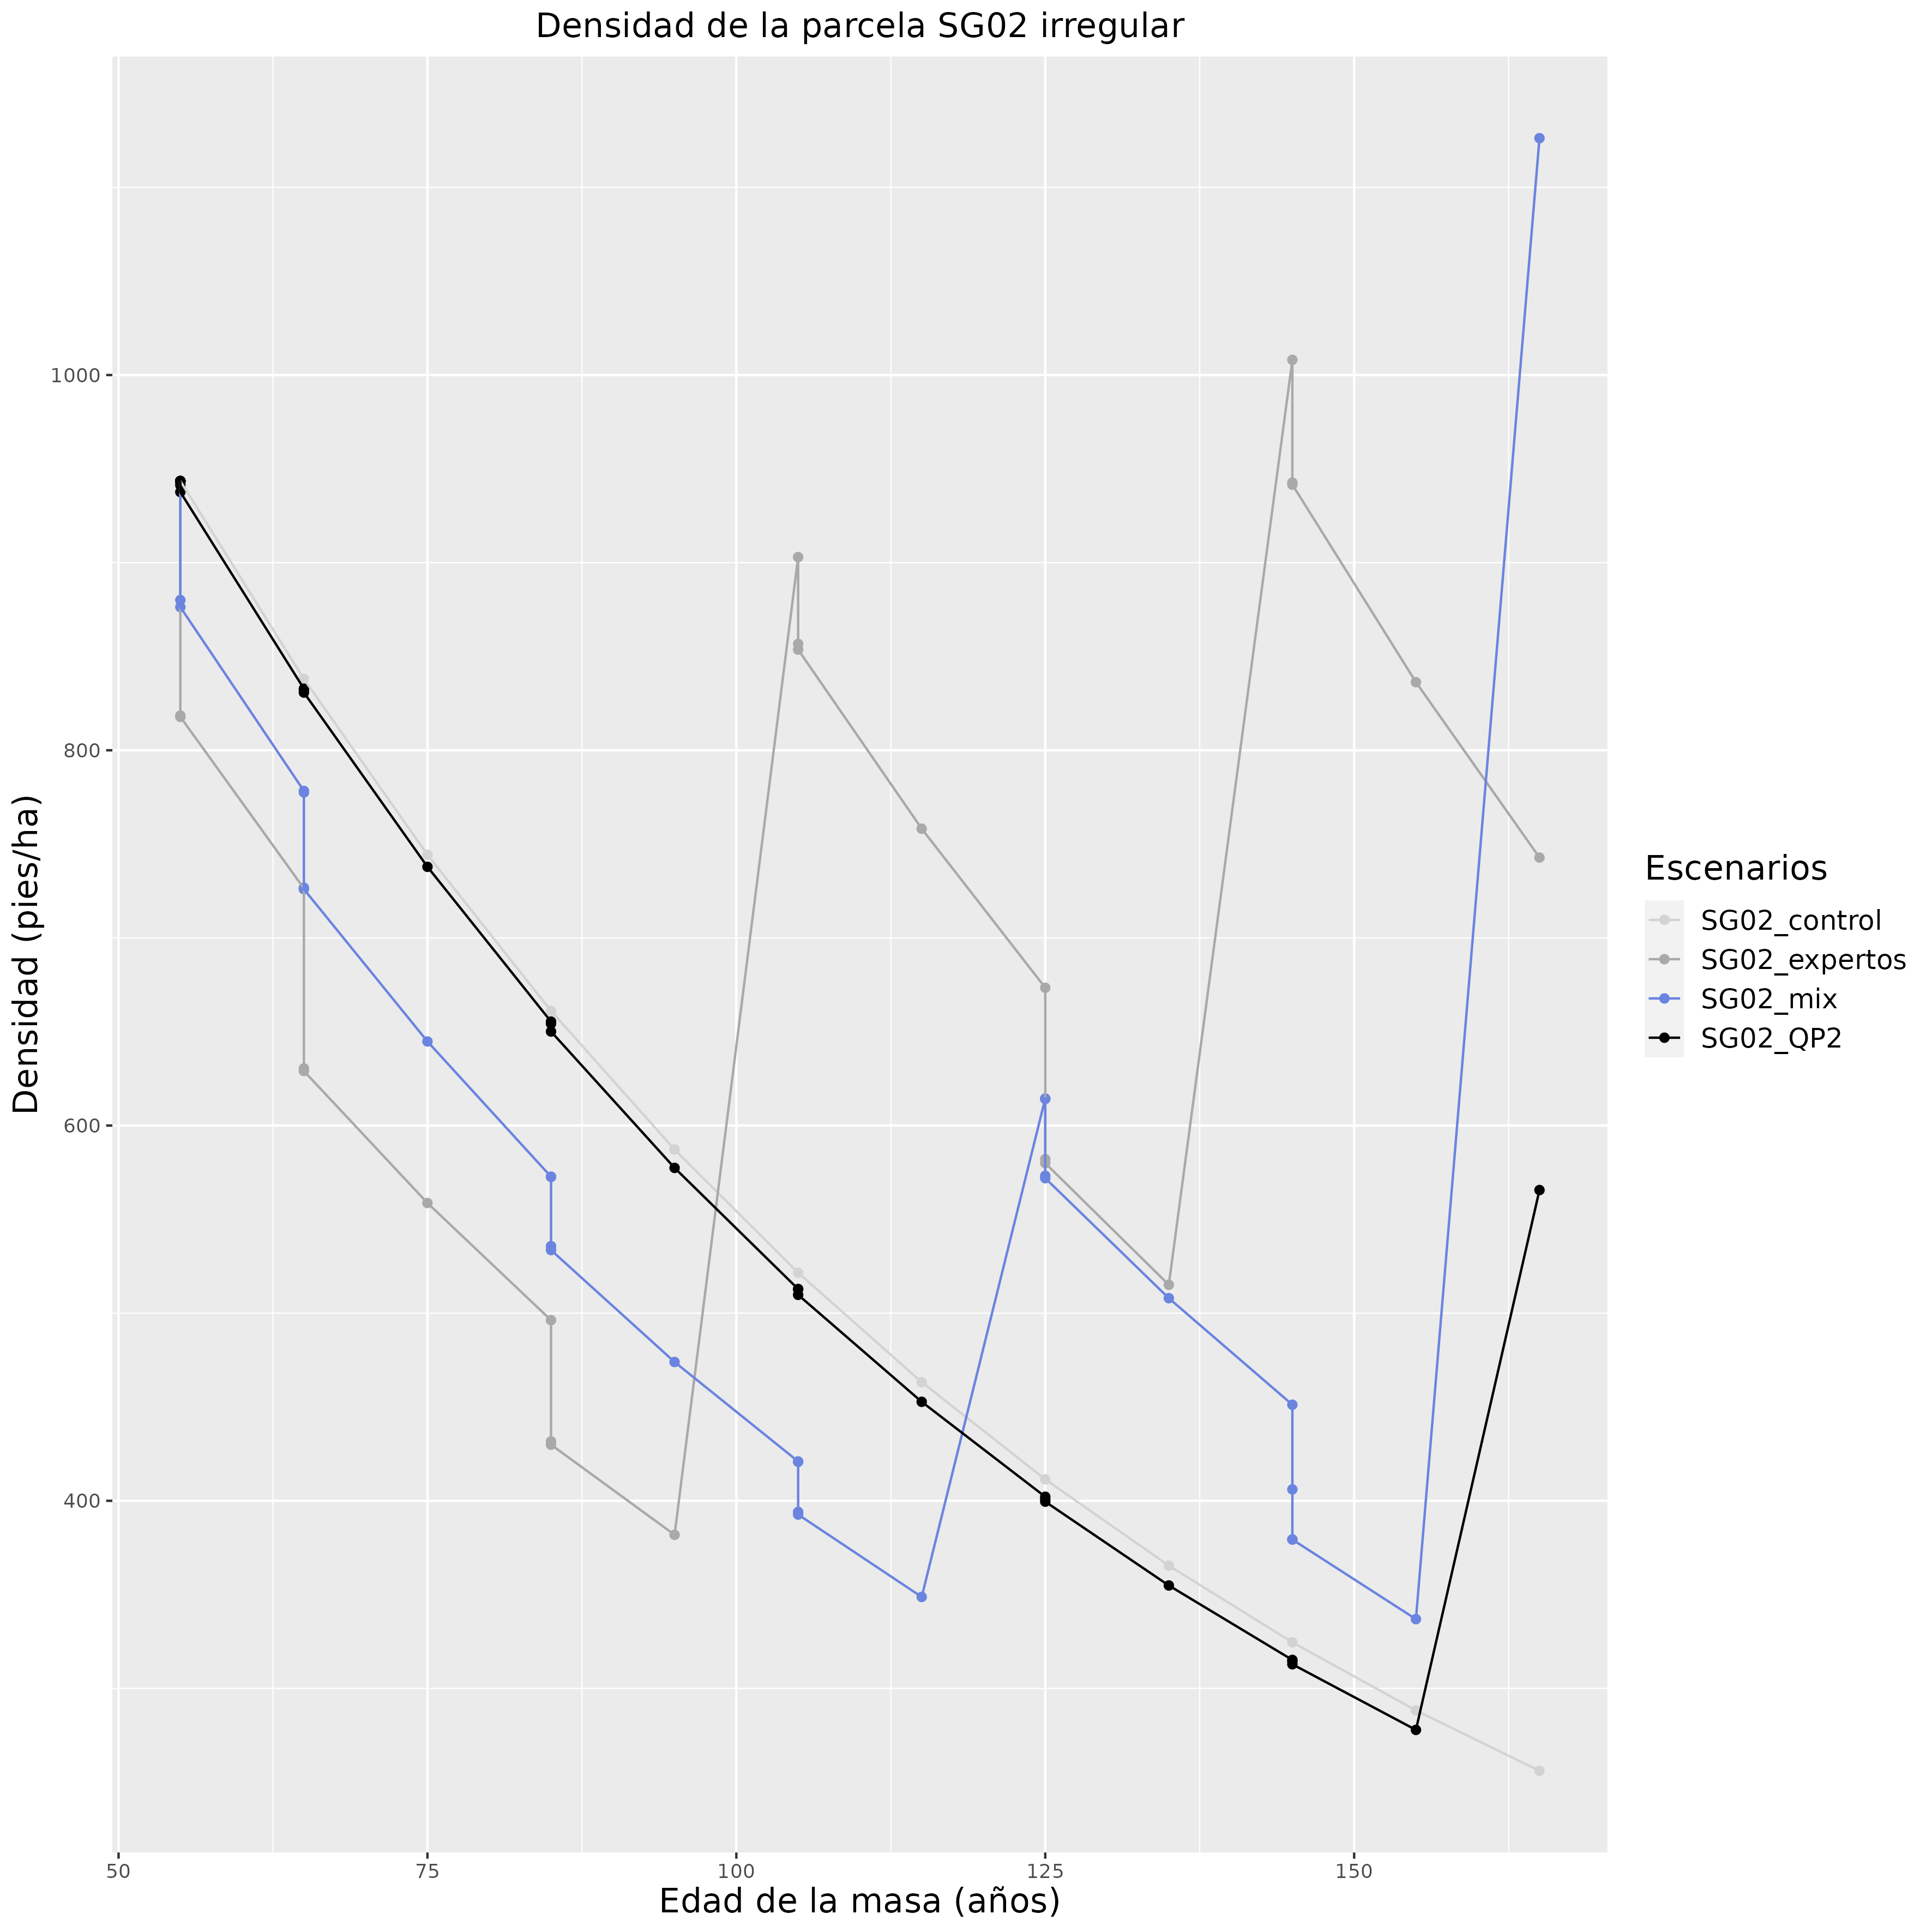 Densidad de la parcela SG02 irregular
Densidad (pies/ha)
1000
800
600
400
50
75
100
125
150
Edad de la masa (años)
Escenarios
SG02_control
SG02_expertos
SG02_mix
SG02_QP2